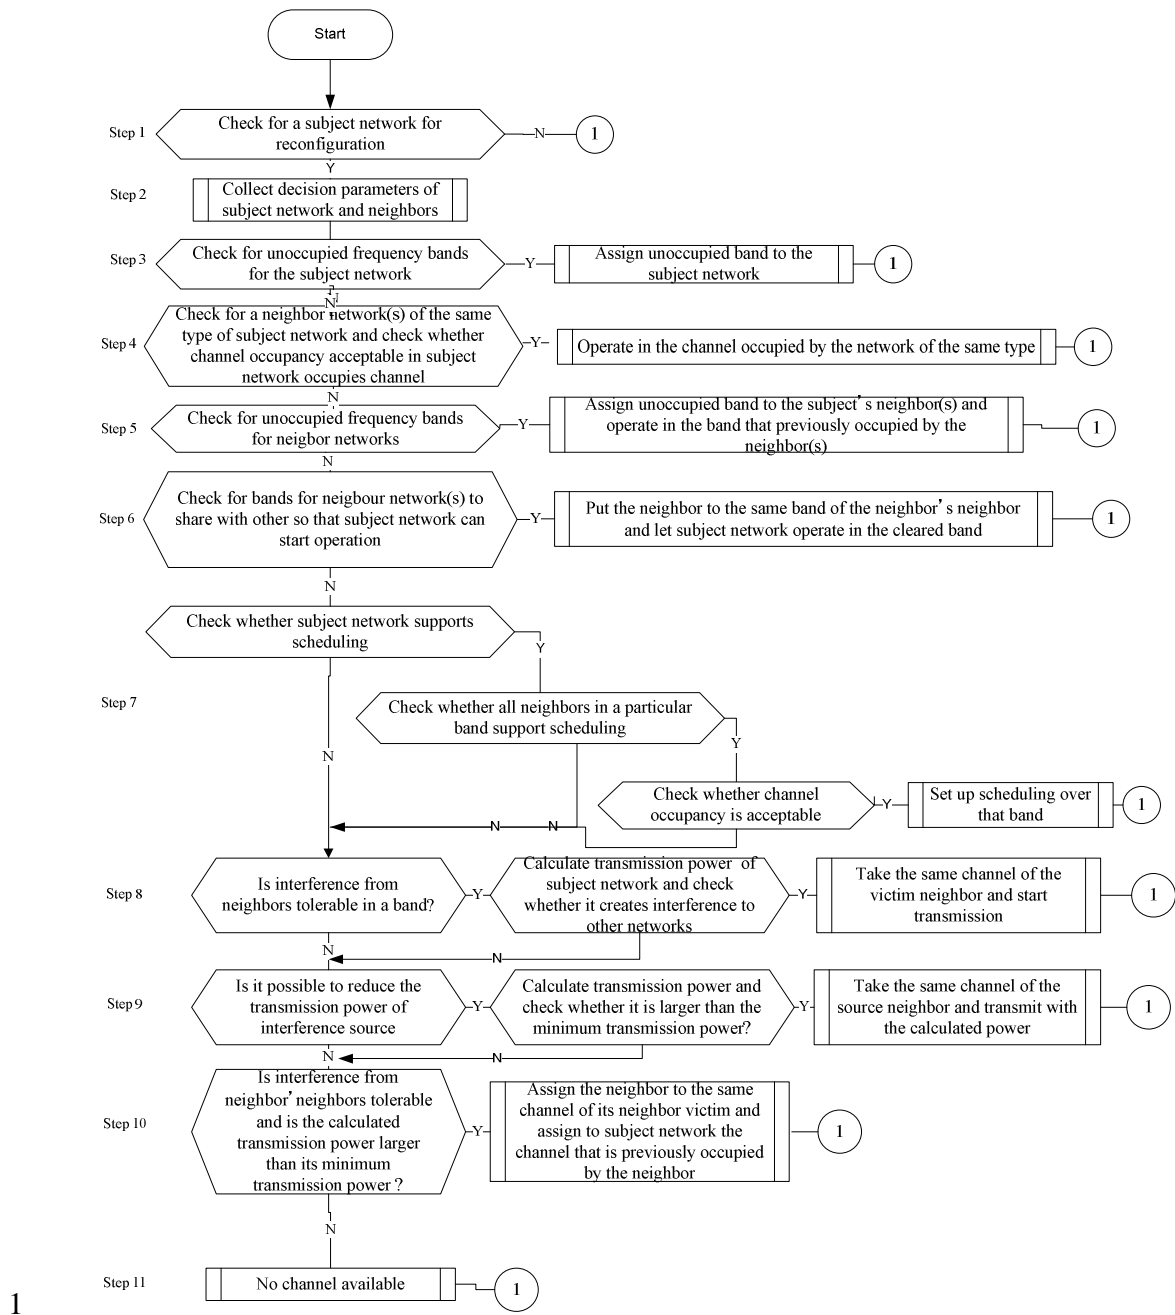 Start
Step 1
Check for a subject network for
reconfiguration
N
1
Y
Step 2
Collect decision parameters of
subject network and neighbors
Step 3
Check for unoccupied frequency bands
for the subject network
Y
Assign unoccupied band to the
subject network
1
N
Step 4
Check for a neighbor network(s) of the same
type of subject network and check whether
channel occupancy acceptable in subject
network occupies channel
Y
Operate in the channel occupied by the network of the same type
1
N
Step 5
Check for unoccupied frequency bands
for neigbor networks
Y
Assign unoccupied band to the subject's neighbor(s) and
operate in the band that previously occupied by the
neighbor(s)
1
N
Step 6
Check for bands for neigbour network(s) to
share with other so that subject network can
start operation
Y
Put the neighbor to the same band of the neighbor's neighbor
and let subject network operate in the cleared band
1
N
Check whether subject network supports
scheduling
Y
Step 7
Check whether all neighbors in a particular
band support scheduling
Y
N
Check whether channel
occupancy is acceptable
Y
Set up scheduling over
that band
1
N
N
Step 8
Is interference from
neighbors tolerable in a band?
Y
Calculate transmission power of
subject network and check
whether it creates interference to
other networks
Y
Take the same channel of the
victim neighbor and start
transmission
1
N
N
Step 9
Is it possible to reduce the
transmission power of
interference source
Y
Calculate transmission power and
check whether it is larger than the
minimum transmission power?
Y
Take the same channel of the
source neighbor and transmit with
the calculated power
1
N
N
Step 10
Is interference from
neighbor'neighbors tolerable
and is the calculated
transmission power larger
than its minimum
transmission power ?
Y
Assign the neighbor to the same
channel of its neighbor victim and
assign to subject network the
channel that is previously occupied
by the neighbor
1
N
Step 11
No channel available
1
1